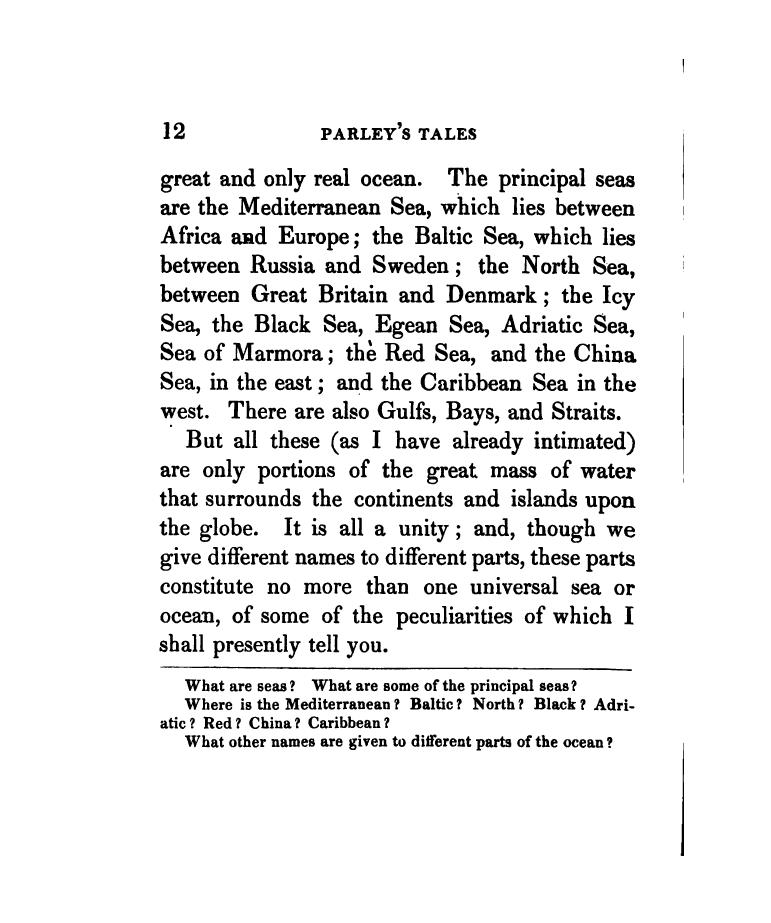 12 PARLEY'S TALES
great and only real ocean. The principal seas
are the Mediterranean Sea, which lies between
Africa and Europe; the Baltic Sea, which lies
between Russia and Sweden; the North Sea,
between Great Britain and Denmark; the Icy
Sea, the Black Sea, Egean Sea, Adriatic Sea,
Sea of Marmora; the Red Sea, and the China
Sea, in the east; and the Caribbean Sea in the
west. There are also Gulfs, Bays, and Straits.
But all these (as I have already intimated)
are only portions of the great mass of water
that surrounds the continents and islands upon
the globe. It is all a unity; and, though we
give different names to different parts, these parts
constitute no more than one universal sea or
ocean, of some of the peculiarities of which I
shall presently tell you.
What are seas? What are some of the principal seas?
Where is the Mediterranean? Baltic? North? Black? Adri-
atic? Red? China? Caribbean?
What other names are given to different parts of the ocean?